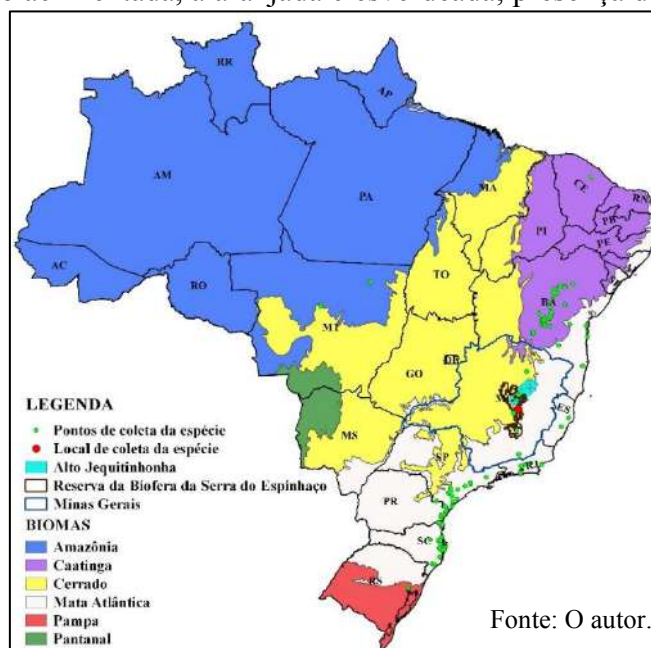 RR
AP
AM
PA
MA
CE
RN
PB
PE
PI
AC
RO
TO
BA
MT
GO
DF
MS
ES
SP
RJ
PR
SC
RS
LEGENDA
Pontos de coleta da espécie
Local de coleta da espécie
Alto Jequitinhonha
Reserva da Biofera da Serra do Espinhaço
Minas Gerais
BIOMAS
Amazônia
Caatinga
Cerrado
Mata Atlântica
Pampa
Pantanal
Fonte: O autor.